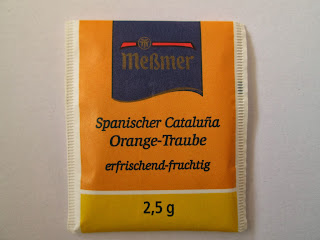 Meßmer
Spanischer Cataluña
Orange-Traube
erfrischend-fruchtig
2,5 g